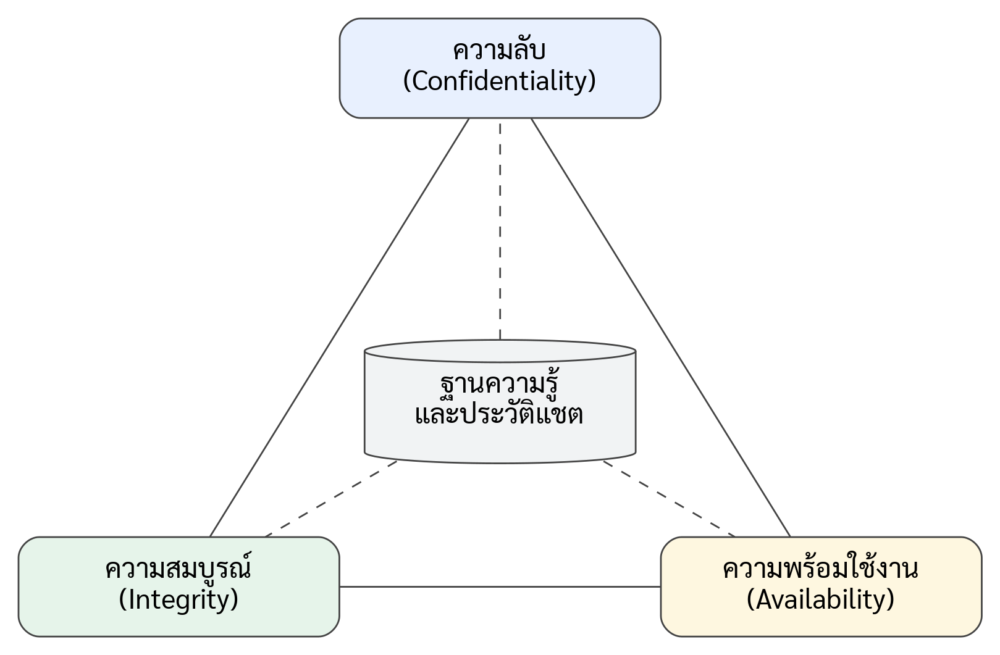 ความลับ
(Confidentiality)
ฐานความรู้
และประวัติแชต
ความสมบูรณ์
(Integrity)
ความพร้อมใช้งาน
(Availability)